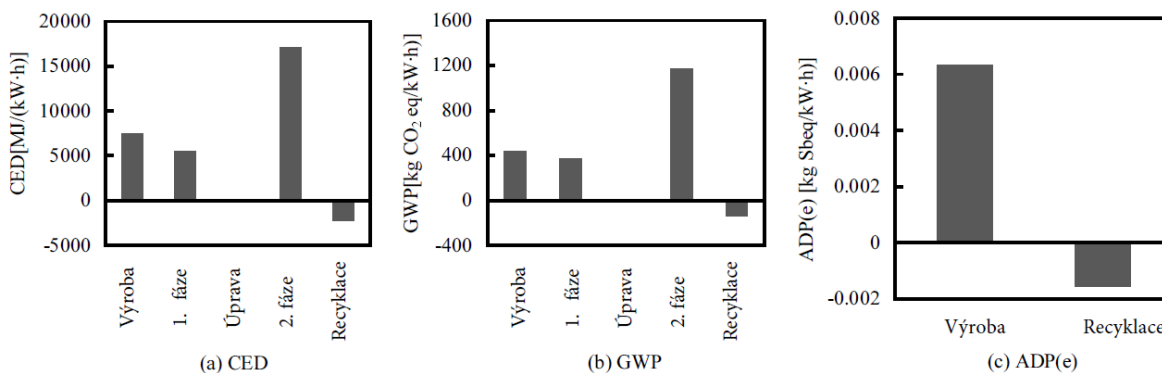 20000
15000
10000
5000
0
-5000
CED[MJ/(kW·h)]
Výroba
1. fáze
Úprava
2. fáze
Recyklace
(a) CED
1600
1200
800
400
0
-400
GWP[kg CO₂ eq/kW·h)]
Výroba
1. fáze
Úprava
2. fáze
Recyklace
(b) GWP
0.008
0.006
0.004
0.002
0
-0.002
ADP(e) [kg Sbeq/kW·h)]
Výroba
Recyklace
(c) ADP(e)